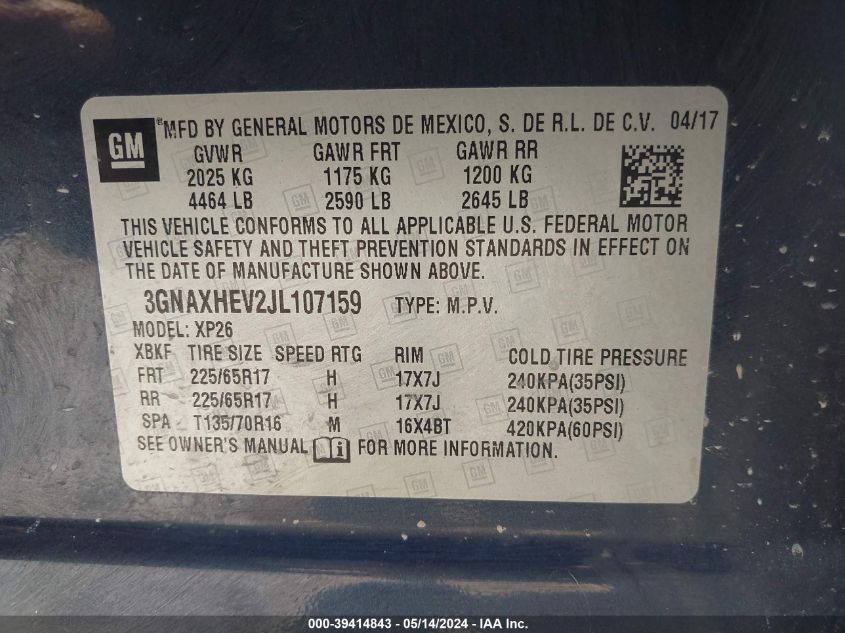 GM ®MFD BY GENERAL MOTORS DE MEXICO, S. DE R.L. DE C.V. 04/17
GVWR GAWR FRT GAWR RR
2025 KG 1175 KG 1200 KG
4464 LB 2590 LB 2645 LB
THIS VEHICLE CONFORMS TO ALL APPLICABLE U.S. FEDERAL MOTOR
VEHICLE SAFETY AND THEFT PREVENTION STANDARDS IN EFFECT ON
THE DATE OF MANUFACTURE SHOWN ABOVE.
3GNAXHEV2JL107159 TYPE: M.P.V.
MODEL: XP26
XBKF TIRE SIZE SPEED RTG RIM COLD TIRE PRESSURE
FRT 225/65R17 H 17X7J 240KPA(35PSI)
RR 225/65R17 H 17X7J 240KPA(35PSI)
SPA T135/70R16 M 16X4BT 420KPA(60PSI)
SEE OWNER'S MANUAL i FOR MORE INFORMATION.
000-39414843 - 05/14/2024 - IAA Inc.